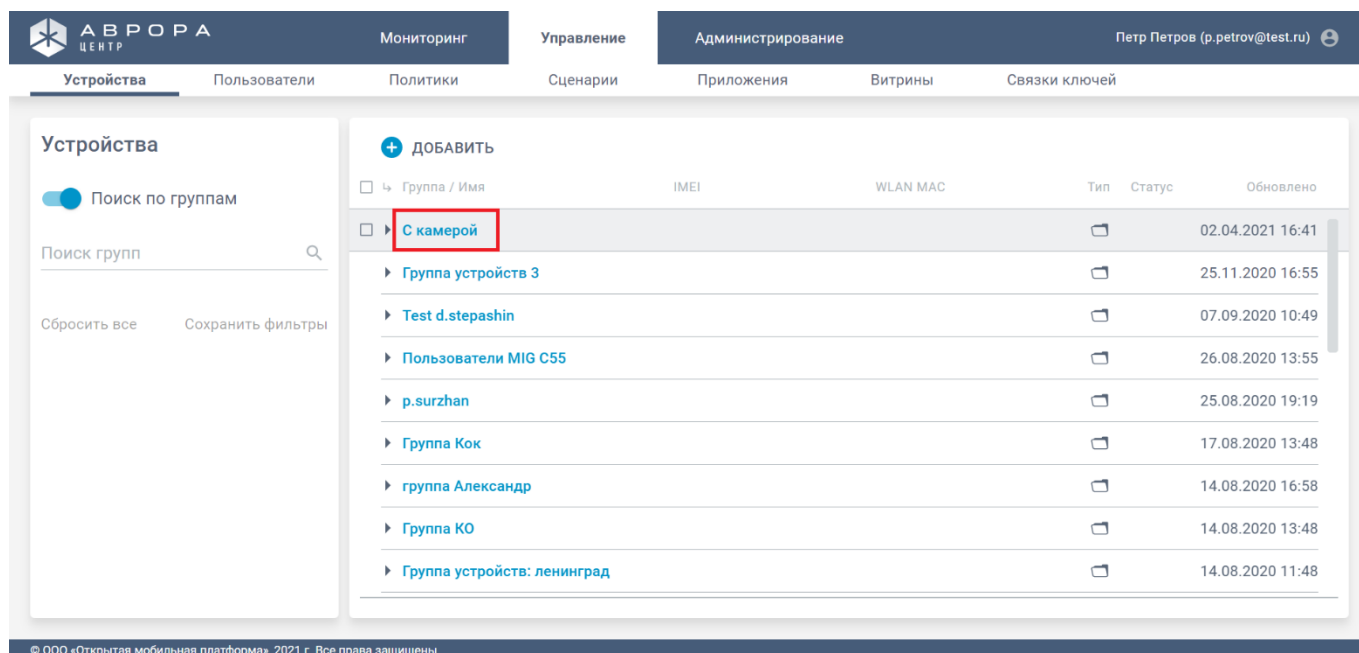 АВРОРА
ЦЕНТР
Мониторинг Управление Администрирование Петр Петров (p.petrov@test.ru)
Устройства Пользователи Политики Сценарии Приложения Витрины Связки ключей
Устройства
Поиск по группам
Поиск групп
Сбросить все Сохранить фильтры
ДОБАВИТЬ
Группа / Имя IMEI WLAN MAC Тип Статус Обновлено
С камерой 02.04.2021 16:41
Группа устройств 3 25.11.2020 16:55
Test d.stepashin 07.09.2020 10:49
Пользователи MIG C55 26.08.2020 13:55
p.surzhan 25.08.2020 19:19
Группа Кок 17.08.2020 13:48
группа Александр 14.08.2020 16:58
Группа КО 14.08.2020 13:48
Группа устройств: ленинград 14.08.2020 11:48
© ООО «Открытая мобильная платформа», 2021 г. Все права защищены